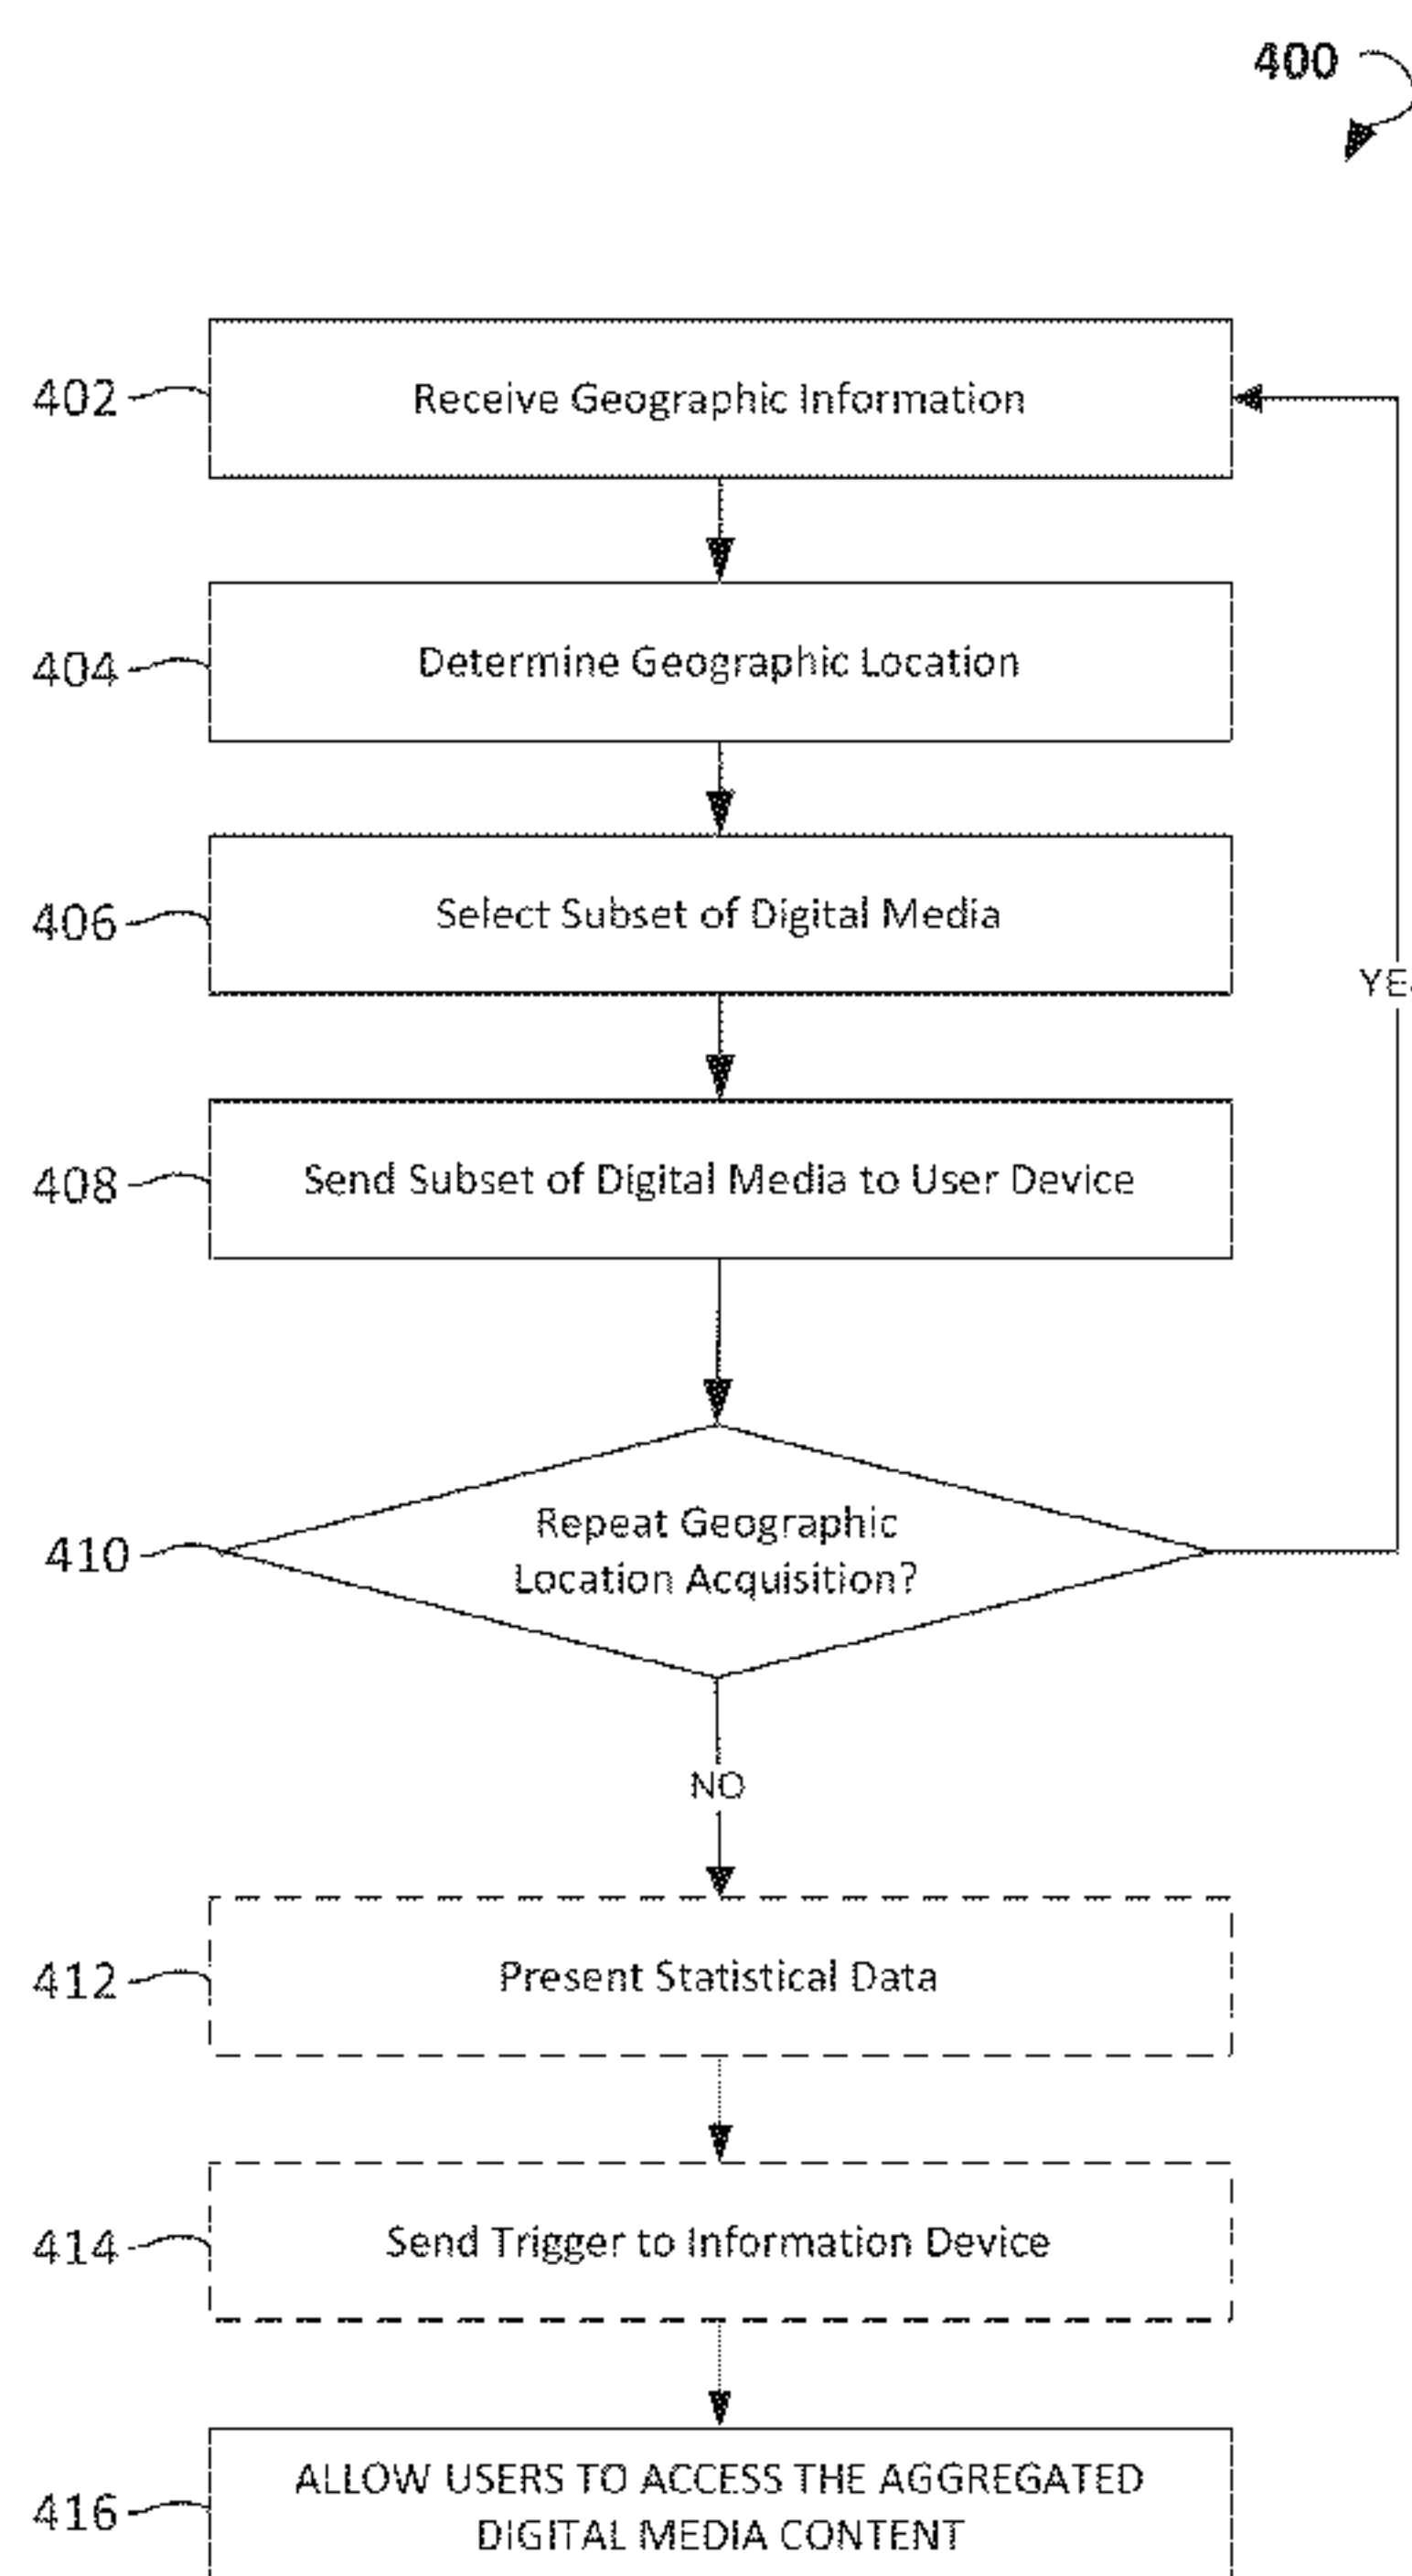 400
402
Receive Geographic Information
404
Determine Geographic Location
406
Select Subset of Digital Media
YE
408
Send Subset of Digital Media to User Device
410
Repeat Geographic
Location Acquisition?
NO
412
Present Statistical Data
414
Send Trigger to Information Device
416
ALLOW USERS TO ACCESS THE AGGREGATED
DIGITAL MEDIA CONTENT